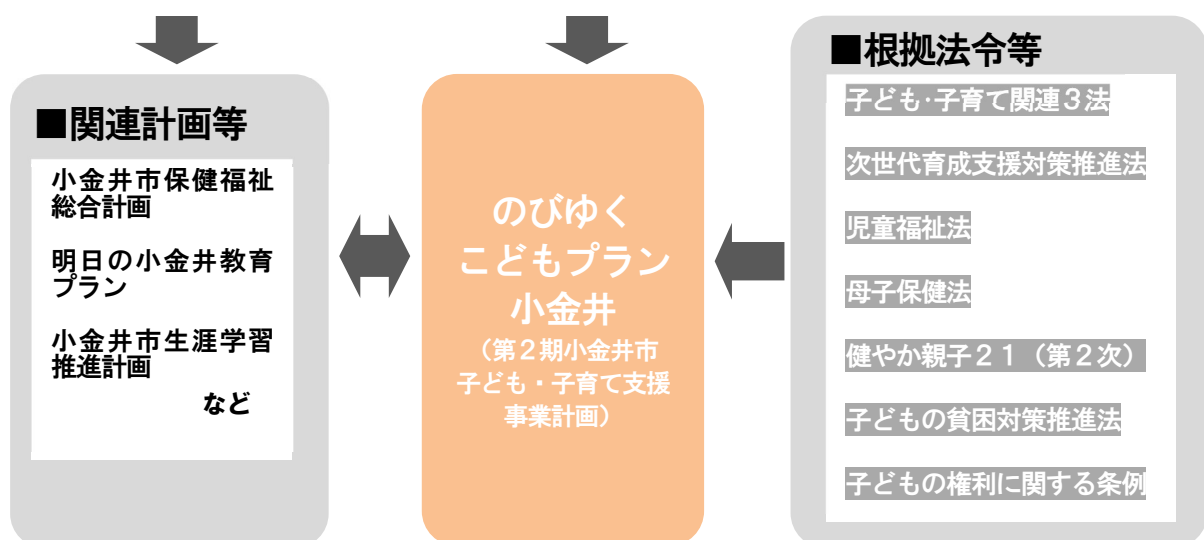 ■関連計画等
小金井市保健福祉
総合計画
明日の小金井教育
プラン
小金井市生涯学習
推進計画
など
のびゆく
こどもプラン
小金井
（第２期小金井市
子ども・子育て支援
事業計画）
■根拠法令等
子ども・子育て関連３法
次世代育成支援対策推進法
児童福祉法
母子保健法
健やか親子２１（第２次）
子どもの貧困対策推進法
子どもの権利に関する条例